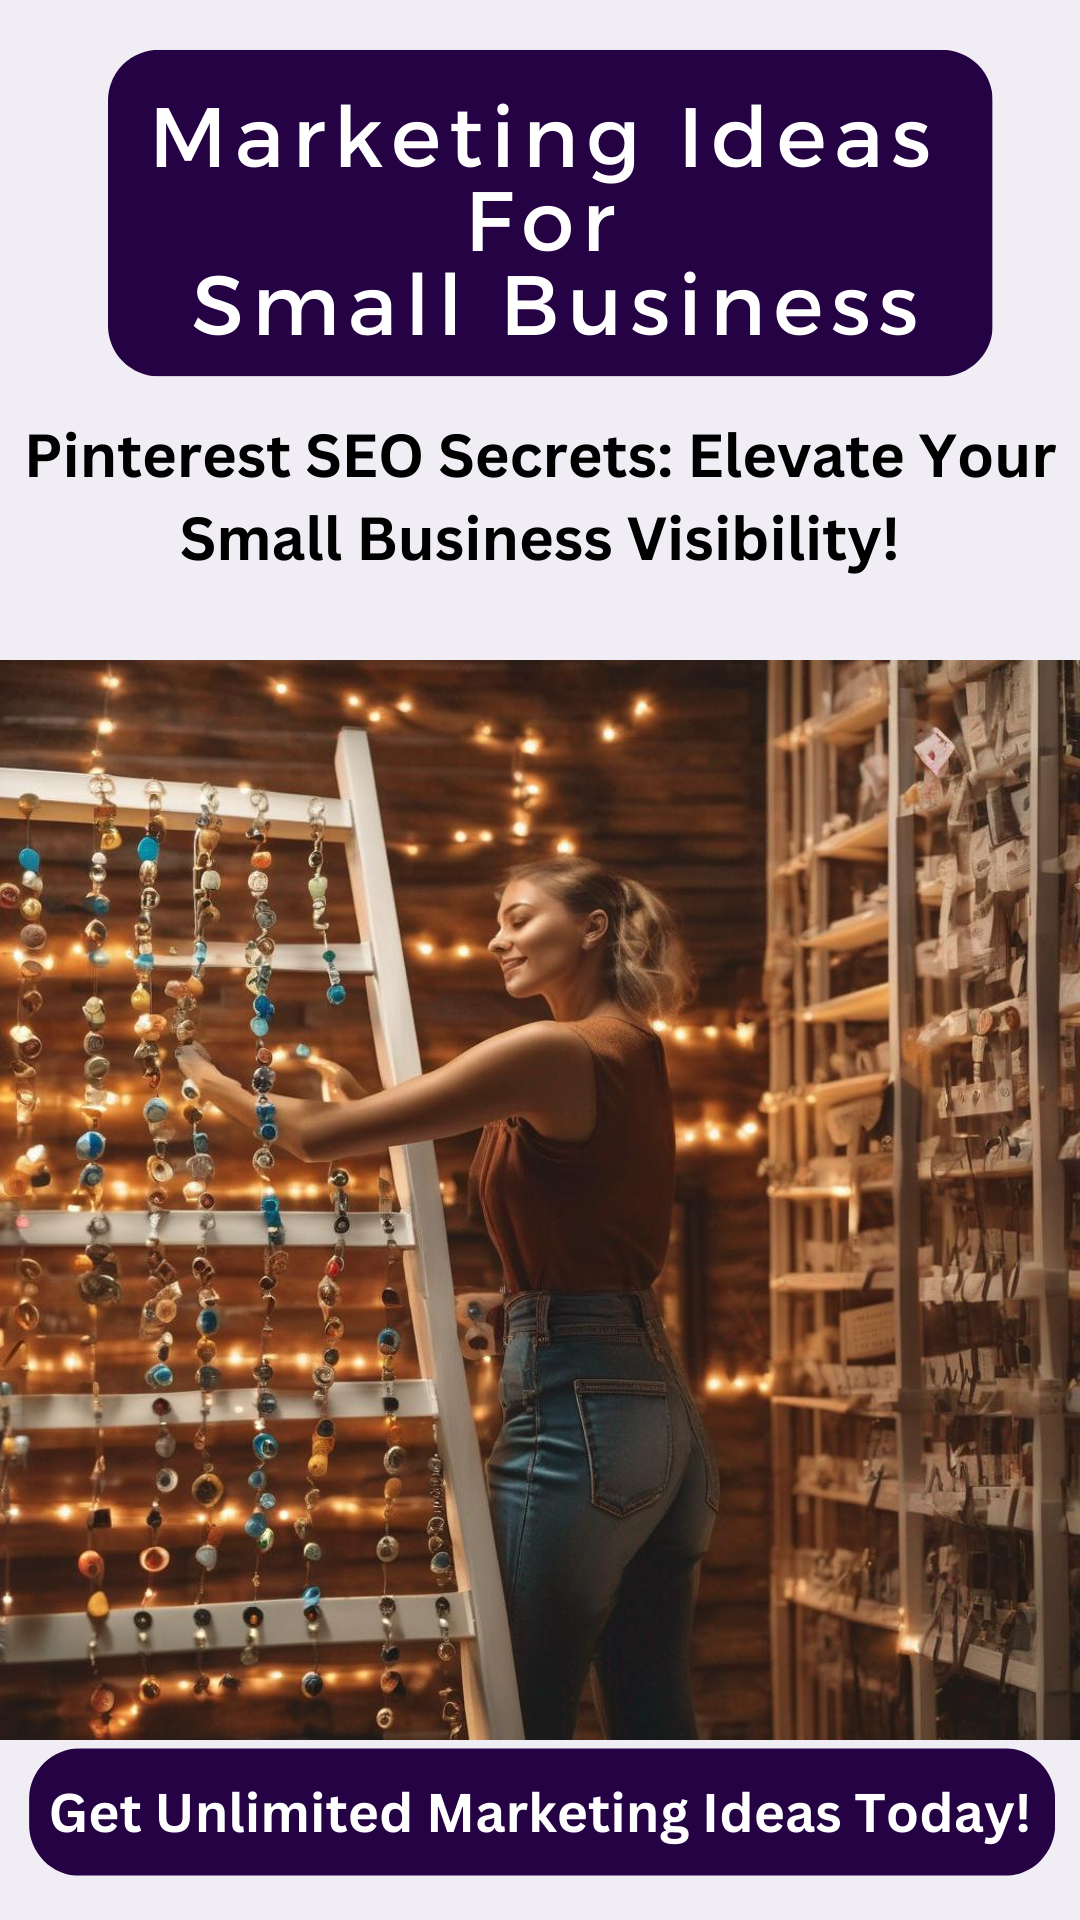 Marketing Ideas
For
Small Business
Pinterest SEO Secrets: Elevate Your
Small Business Visibility!
Get Unlimited Marketing Ideas Today!